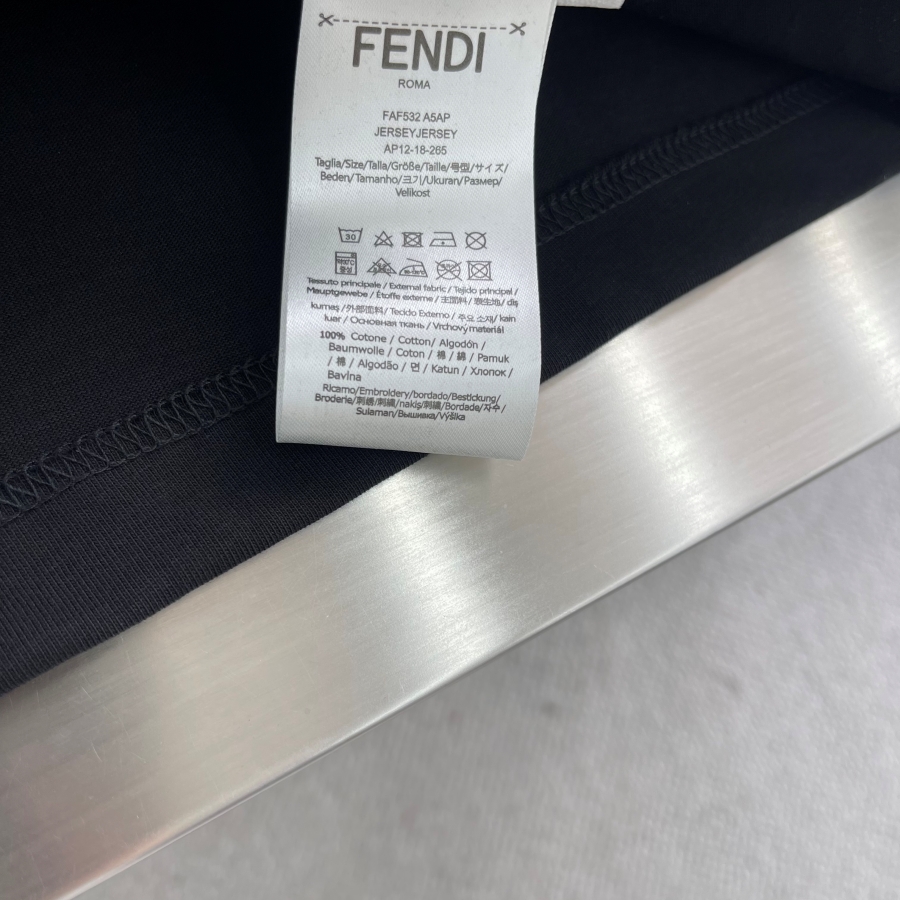 FENDI
ROMA
FAF532 A5AP
JERSEYJERSEY
AP12-18-265
Taglia/Size/Talla/Größe/Taille/号型/サイズ/
Beden/Tamanho/크기/Ukuran/Размер/
Velikost
30
Tessuto principale / External fabric / Tejido principal /
Hauptgewebe / Étoffe externe / 主面料 / 表生地/ dış
kumaş/外部面料/ Tecido Externo / 주요 소재/ kain
luar / Основная ткань / Vrchový materiál
100% Cotone / Cotton/ Algodón /
Baumwolle / Coton / 棉 / 綿 / Pamuk
/ 棉 / Algodão / 면 / Katun / Хлопок /
Bavlna
Ricamo/Embroidery/bordado/Bestickung/
Broderie/刺绣/刺繍/nakış/刺繡/Bordade/자수/
Sulaman/Вышивка/Výšika